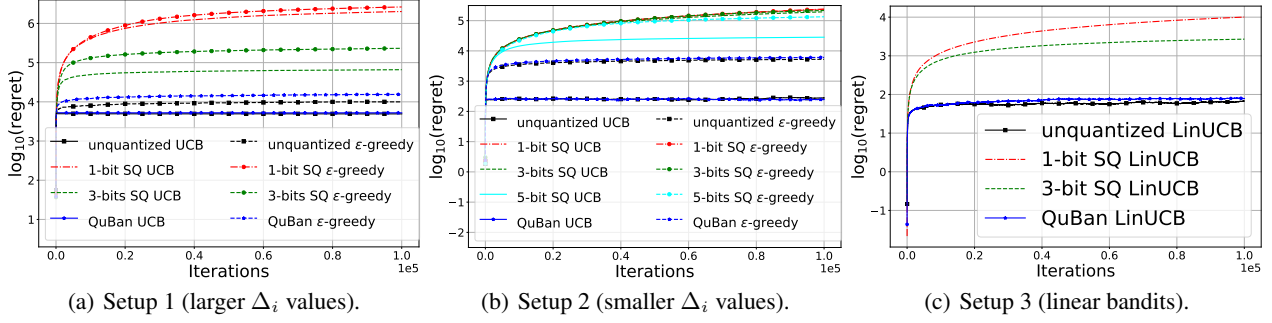 6
5
4
3
2
1
log₁₀(regret)
unquantized UCB
1-bit SQ UCB
3-bits SQ UCB
QuBan UCB
unquantized ε-greedy
1-bit SQ ε-greedy
3-bits SQ ε-greedy
QuBan ε-greedy
0.0 0.2 0.4 0.6 0.8 1.0
1e5
Iterations
(a) Setup 1 (larger Δᵢ values).
5
4
3
2
1
0
−1
−2
log₁₀(regret)
unquantized UCB
1-bit SQ UCB
3-bits SQ UCB
5-bit SQ UCB
QuBan UCB
unquantized ε-greedy
1-bit SQ ε-greedy
3-bits SQ ε-greedy
5-bits SQ ε-greedy
QuBan ε-greedy
0.0 0.2 0.4 0.6 0.8 1.0
1e5
Iterations
(b) Setup 2 (smaller Δᵢ values).
4
3
2
1
0
−1
log₁₀(regret)
unquantized LinUCB
1-bit SQ LinUCB
3-bit SQ LinUCB
QuBan LinUCB
0.0 0.2 0.4 0.6 0.8 1.0
1e5
Iterations
(c) Setup 3 (linear bandits).